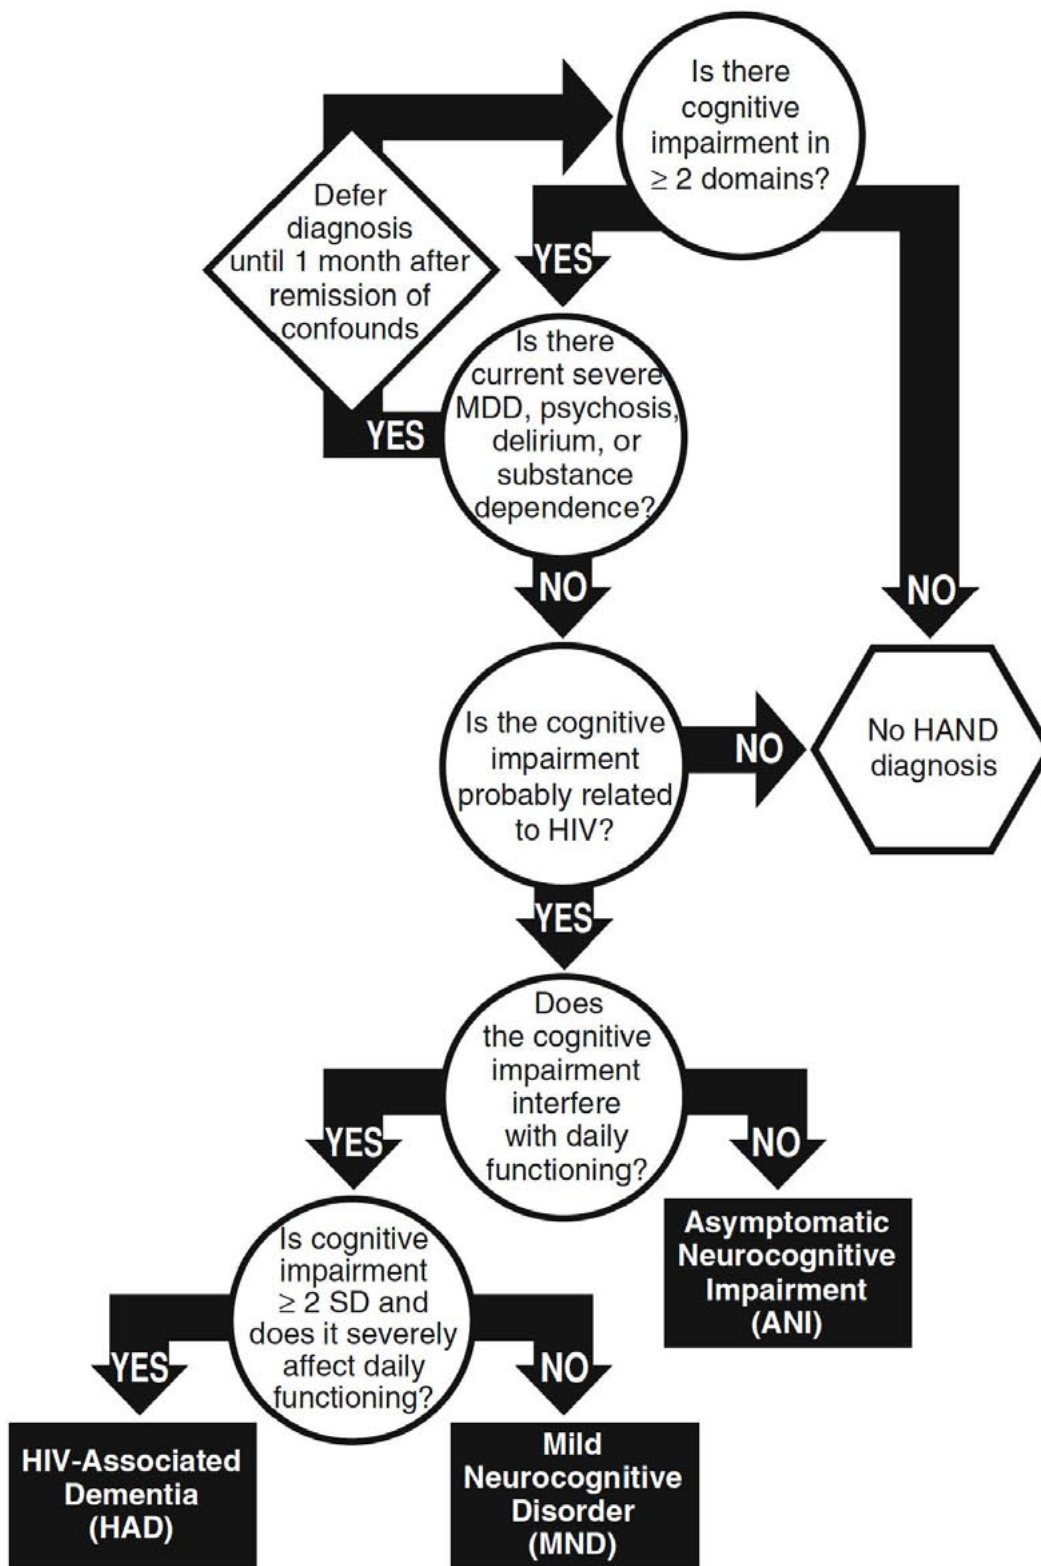 Is there
cognitive
impairment in
≥ 2 domains?
Defer
diagnosis
until 1 month after
remission of
confounds
YES
Is there
current severe
MDD, psychosis,
delirium, or
substance
dependence?
YES
NO
NO
Is the cognitive
impairment
probably related
to HIV?
NO
No HAND
diagnosis
YES
Does
the cognitive
impairment
interfere
with daily
functioning?
YES
NO
Asymptomatic
Neurocognitive
Impairment
(ANI)
Is cognitive
impairment
≥ 2 SD and
does it severely
affect daily
functioning?
YES
NO
HIV-Associated
Dementia
(HAD)
Mild
Neurocognitive
Disorder
(MND)